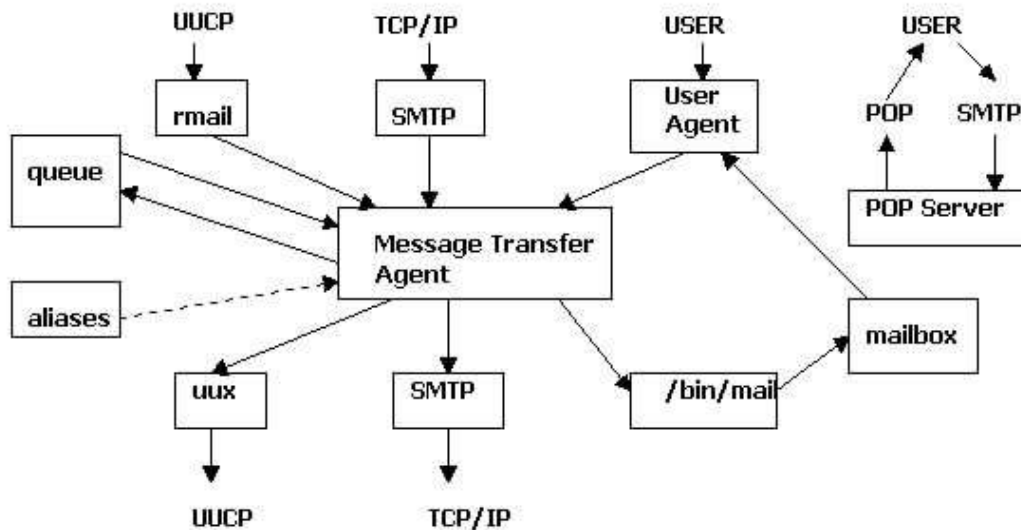 UUCP
TCP/IP
USER
USER
rmail
SMTP
User
Agent
POP
SMTP
queue
POP Server
Message Transfer
Agent
aliases
mailbox
uux
SMTP
/bin/mail
UUCP
TCP/IP